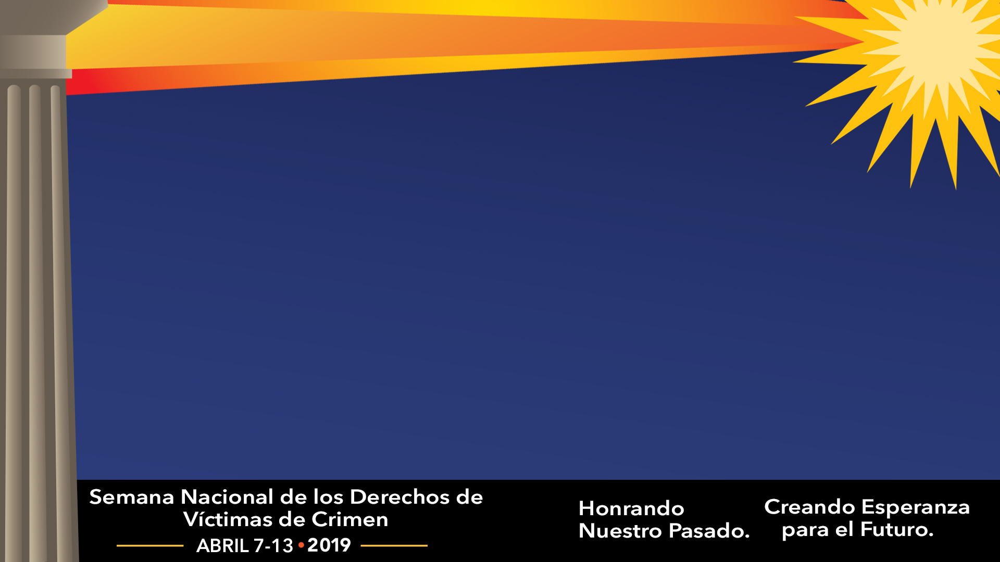 Semana Nacional de los Derechos de
Víctimas de Crimen
ABRIL 7-13 • 2019
Honrando
Nuestro Pasado.
Creando Esperanza
para el Futuro.